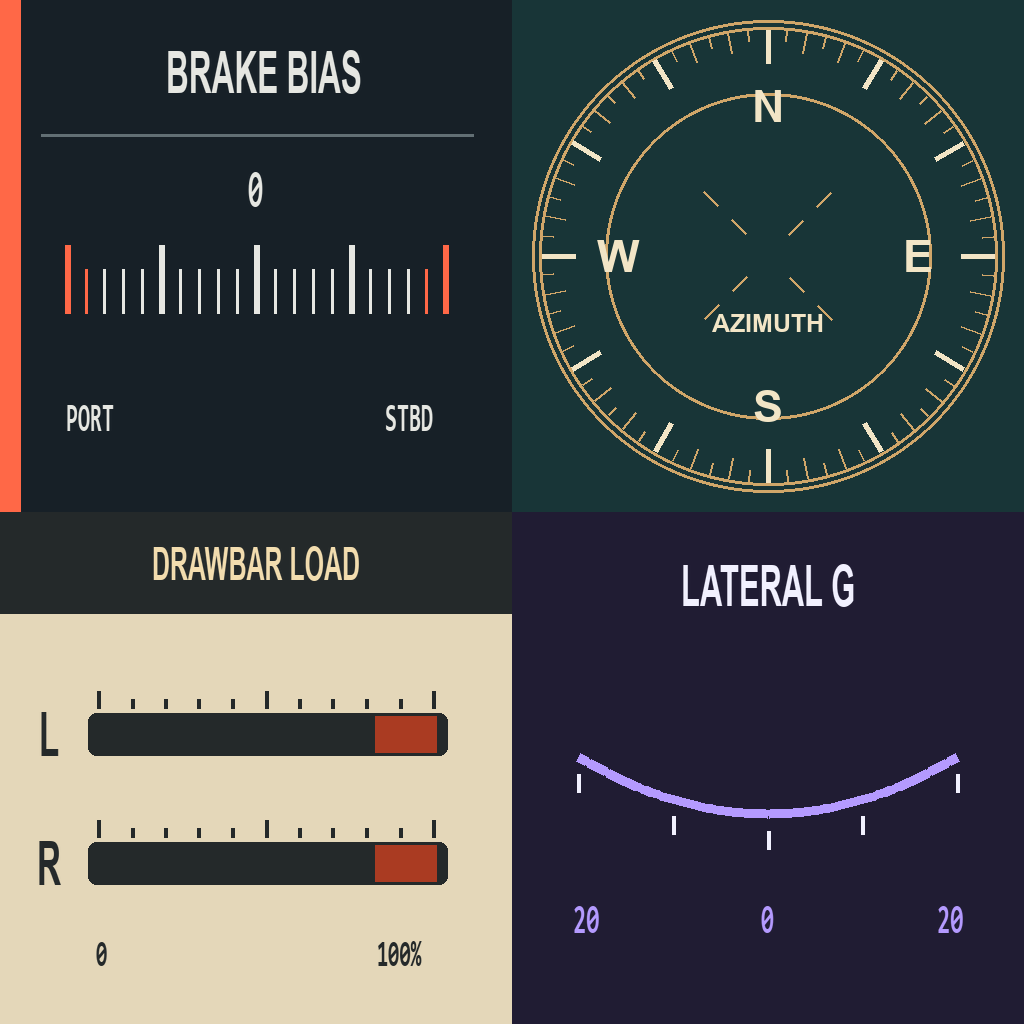 BRAKE BIAS
0
PORT STBD
N
W E
AZIMUTH
S
DRAWBAR LOAD
L
R
0 100%
LATERAL G
20 0 20